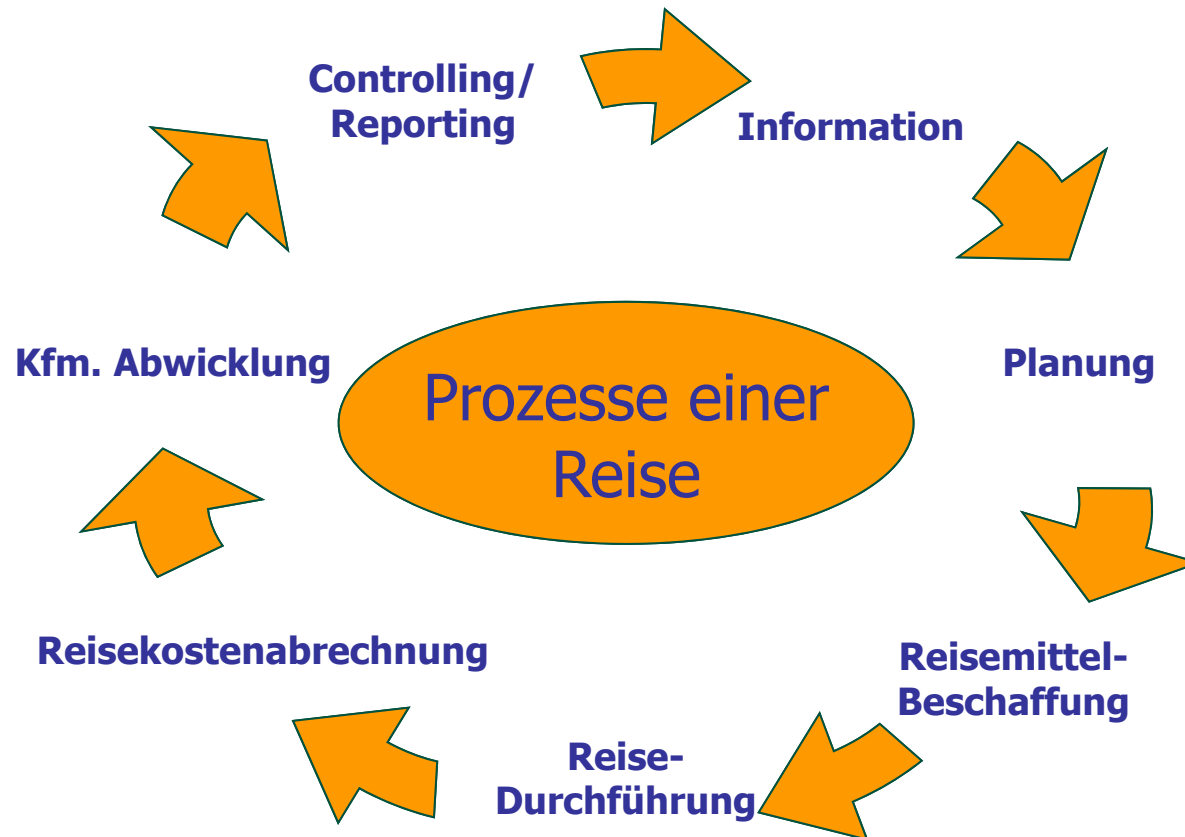 Controlling/
Reporting
Information
Kfm. Abwicklung
Prozesse einer
Reise
Planung
Reisekostenabrechnung
Reisemittel-
Beschaffung
Reise-
Durchführung